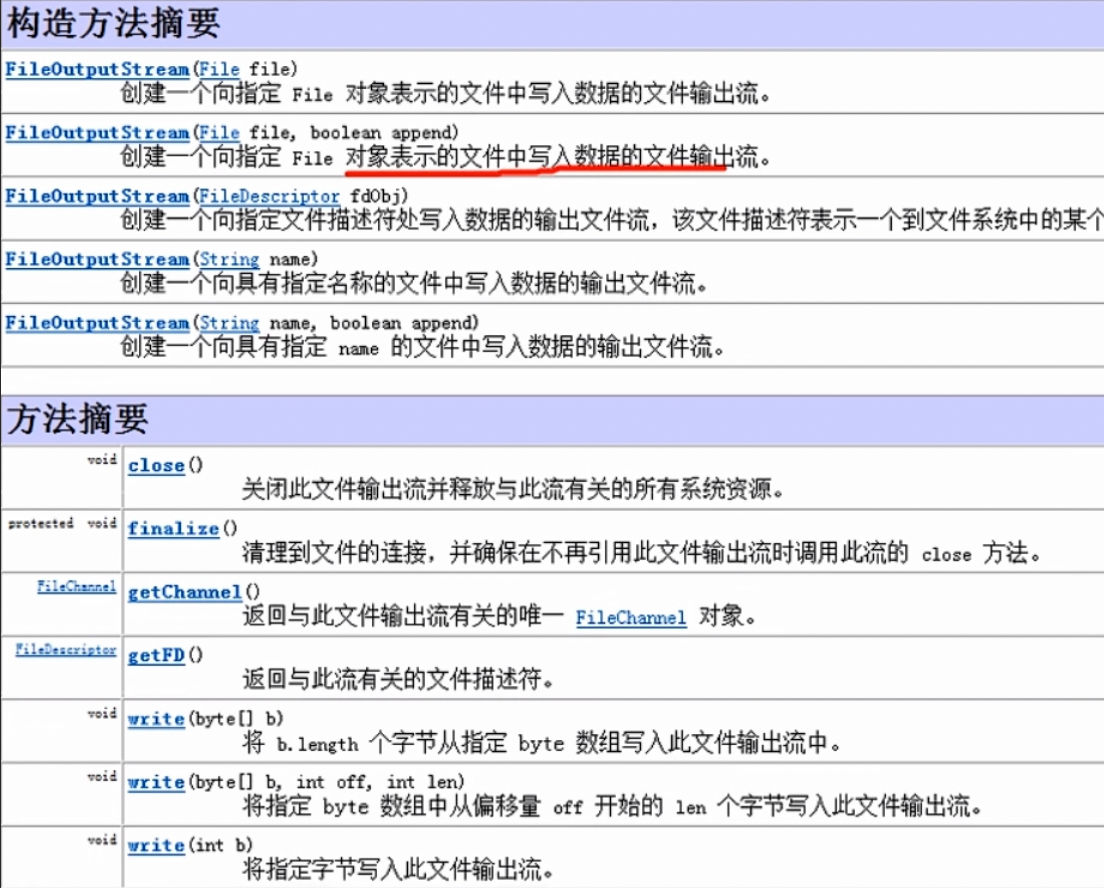 构造方法摘要
FileOutputStream(File file)
创建一个向指定 File 对象表示的文件中写入数据的文件输出流。
FileOutputStream(File file, boolean append)
创建一个向指定 File 对象表示的文件中写入数据的文件输出流。
FileOutputStream(FileDescriptor fdObj)
创建一个向指定文件描述符处写入数据的输出文件流，该文件描述符表示一个到文件系统中的某个
FileOutputStream(String name)
创建一个向具有指定名称的文件中写入数据的输出文件流。
FileOutputStream(String name, boolean append)
创建一个向具有指定 name 的文件中写入数据的输出文件流。
方法摘要
void close()
关闭此文件输出流并释放与此流有关的所有系统资源。
protected void finalize()
清理到文件的连接，并确保在不再引用此文件输出流时调用此流的 close 方法。
FileChannel getChannel()
返回与此文件输出流有关的唯一 FileChannel 对象。
FileDescriptor getFD()
返回与此流有关的文件描述符。
void write(byte[] b)
将 b.length 个字节从指定 byte 数组写入此文件输出流中。
void write(byte[] b, int off, int len)
将指定 byte 数组中从偏移量 off 开始的 len 个字节写入此文件输出流。
void write(int b)
将指定字节写入此文件输出流。